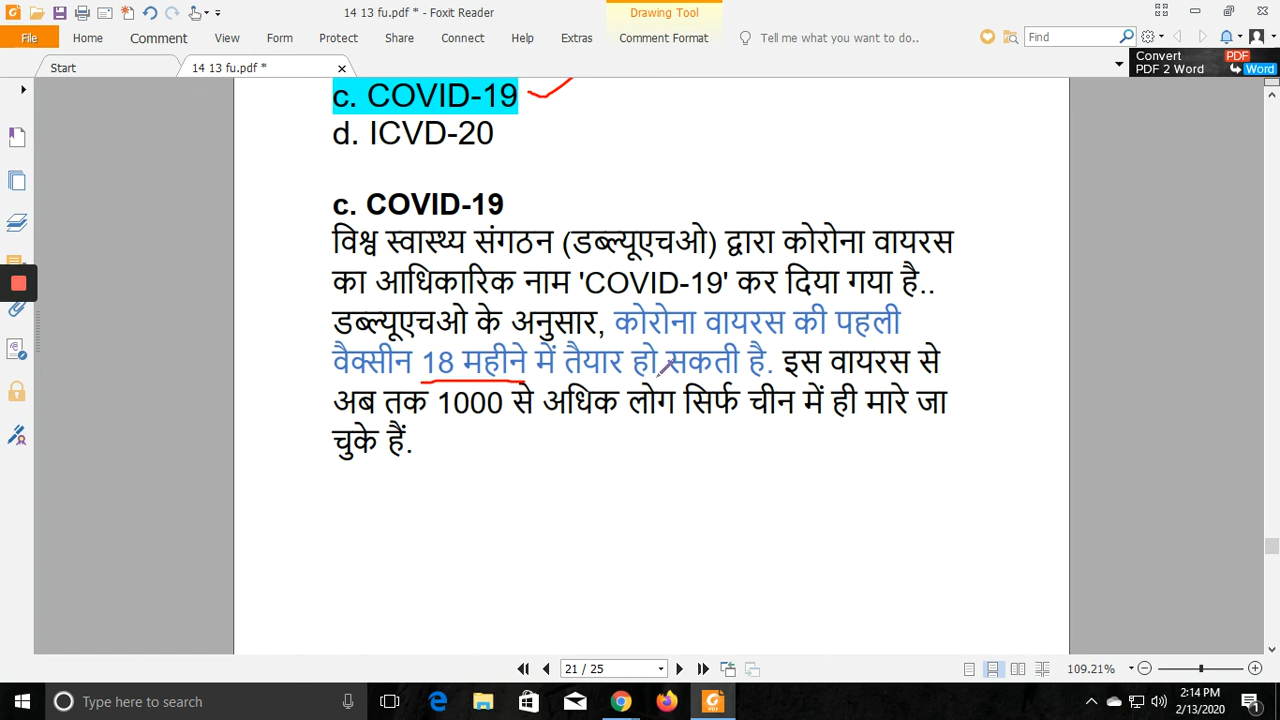 14 13 fu.pdf * - Foxit Reader
Drawing Tool
File
Home
Comment
View
Form
Protect
Share
Connect
Help
Extras
Comment Format
Tell me what you want to do..
Find
Start
14 13 fu.pdf *
Convert PDF
PDF 2 Word Word
c. COVID-19
d. ICVD-20
c. COVID-19
विश्व स्वास्थ्य संगठन (डब्ल्यूएचओ) द्वारा कोरोना वायरस
का आधिकारिक नाम 'COVID-19' कर दिया गया है..
डब्ल्यूएचओ के अनुसार, कोरोना वायरस की पहली
वैक्सीन 18 महीने में तैयार हो सकती है. इस वायरस से
अब तक 1000 से अधिक लोग सिर्फ चीन में ही मारे जा
चुके हैं.
21 / 25
109.21%
Type here to search
PDF
2:14 PM
2/13/2020
1